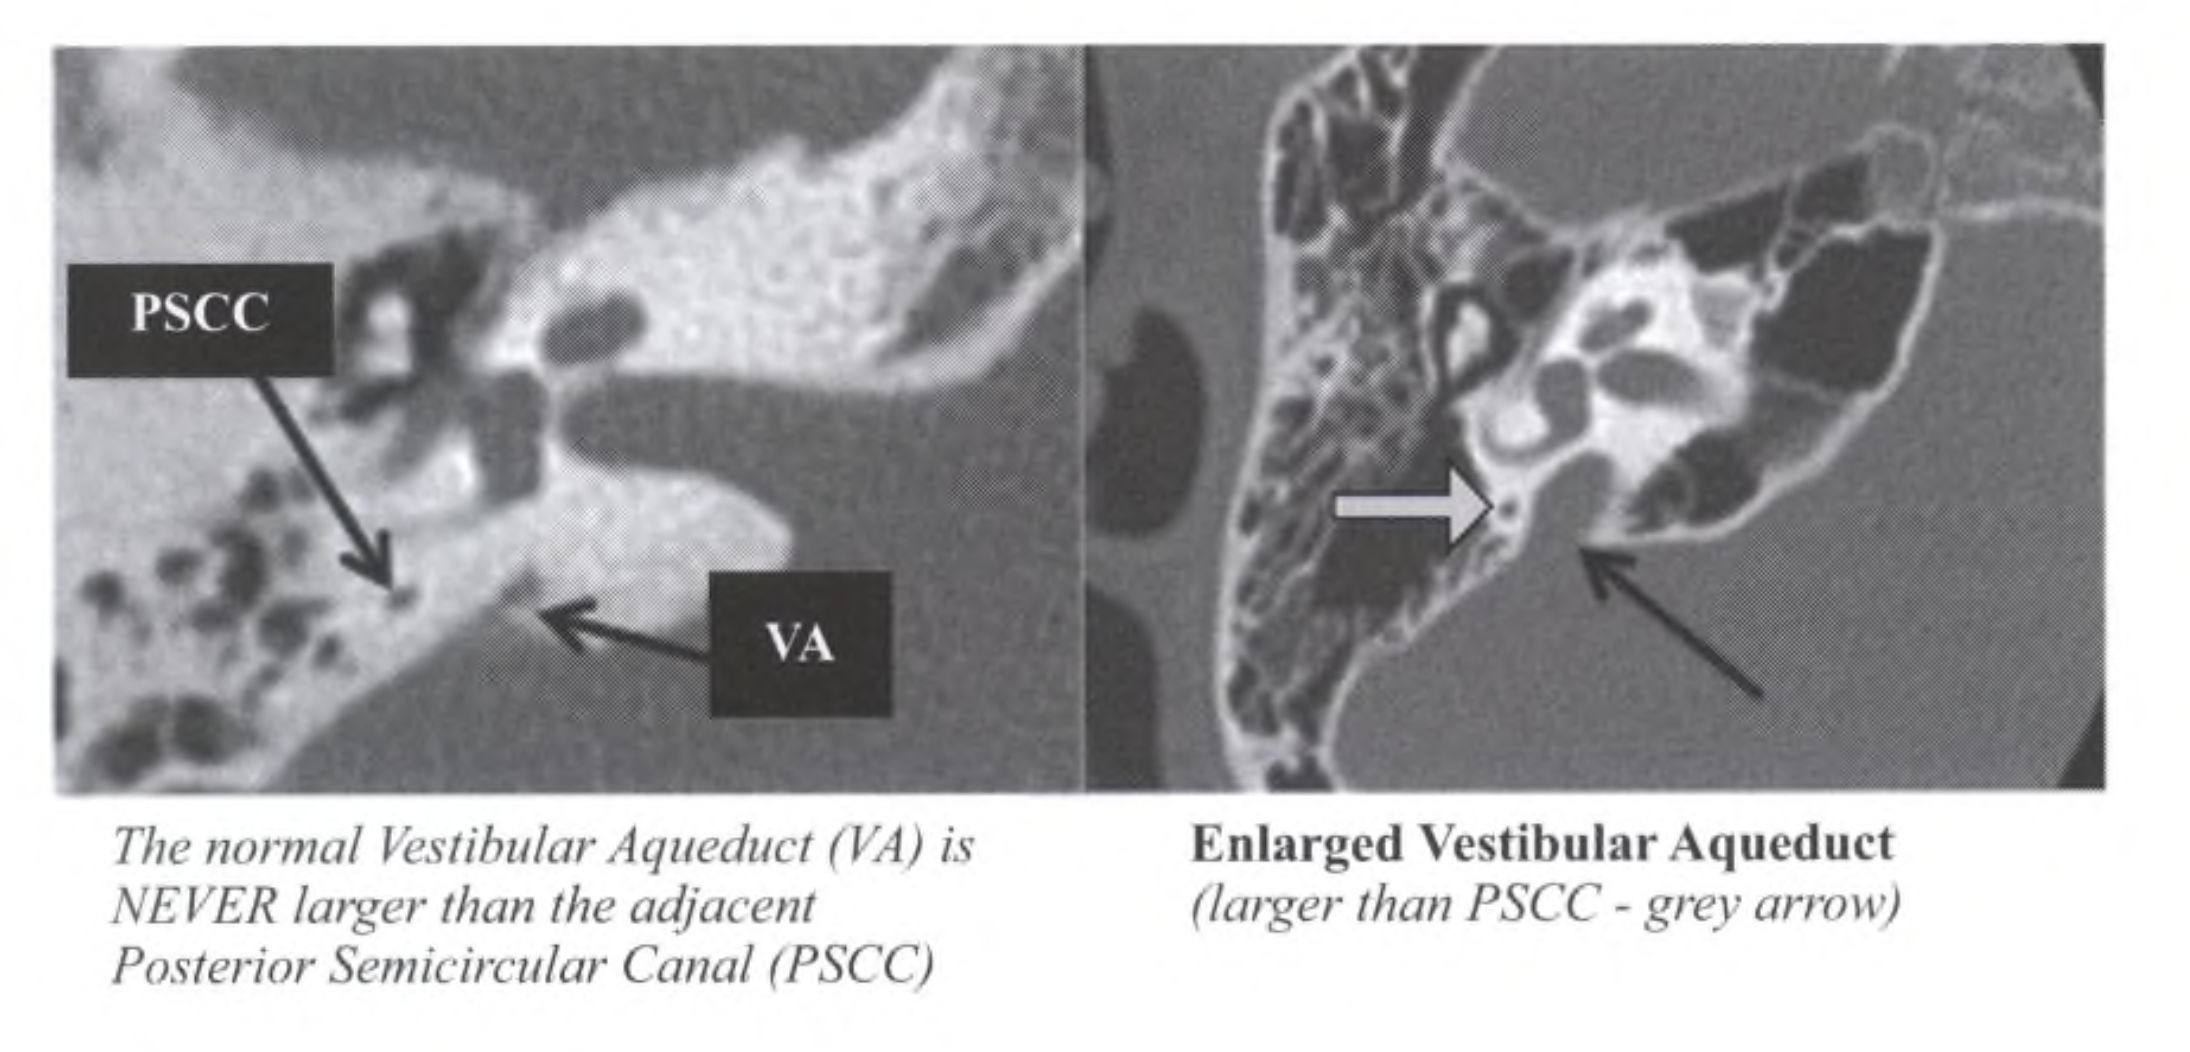 PSCC
VA
The normal Vestibular Aqueduct (VA) is
NEVER larger than the adjacent
Posterior Semicircular Canal (PSCC)
Enlarged Vestibular Aqueduct
(larger than PSCC - grey arrow)